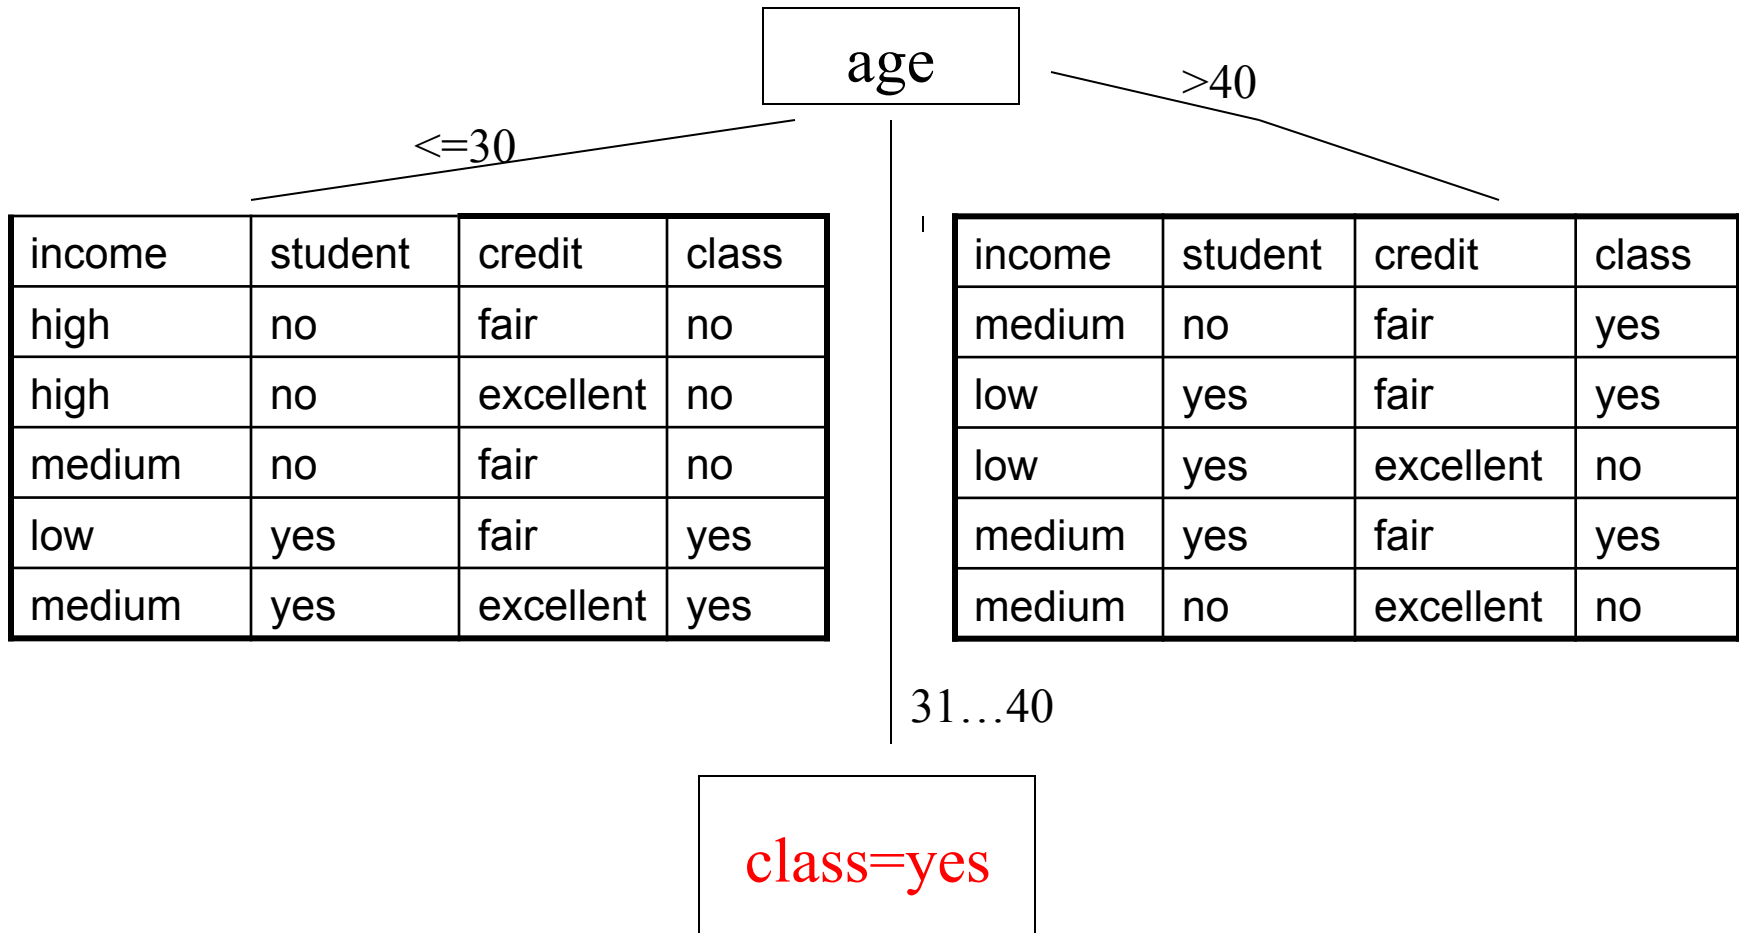 age
<=30
>40
income student credit class
high no fair no
high no excellent no
medium no fair no
low yes fair yes
medium yes excellent yes
income student credit class
medium no fair yes
low yes fair yes
low yes excellent no
medium yes fair yes
medium no excellent no
31…40
class=yes